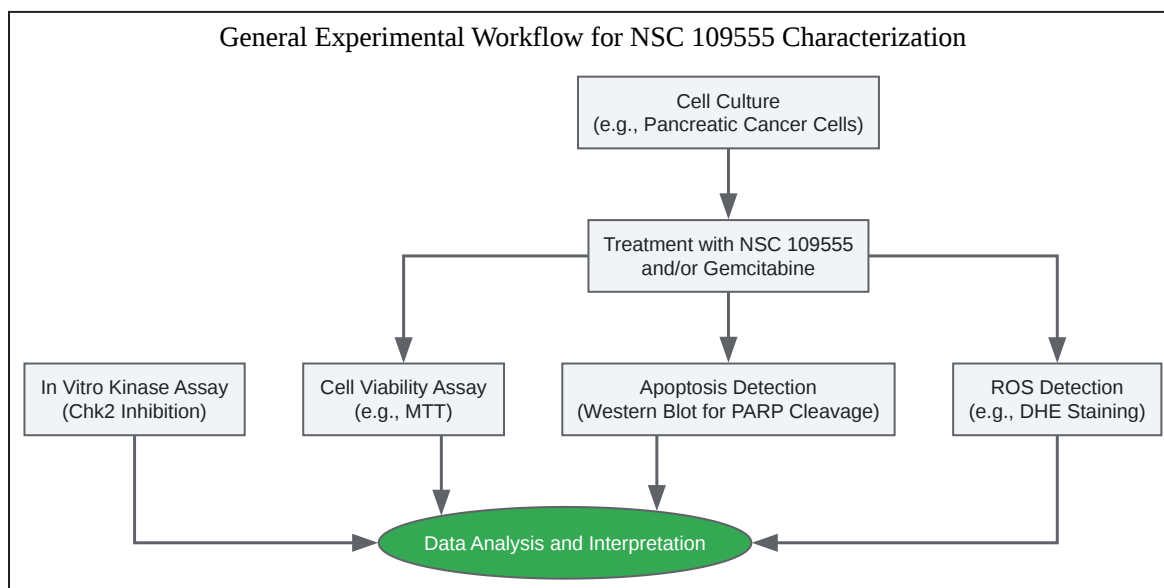 General Experimental Workflow for NSC 109555 Characterization
Cell Culture
(e.g., Pancreatic Cancer Cells)
Treatment with NSC 109555
and/or Gemcitabine
In Vitro Kinase Assay
(Chk2 Inhibition)
Cell Viability Assay
(e.g., MTT)
Apoptosis Detection
(Western Blot for PARP Cleavage)
ROS Detection
(e.g., DHE Staining)
Data Analysis and Interpretation